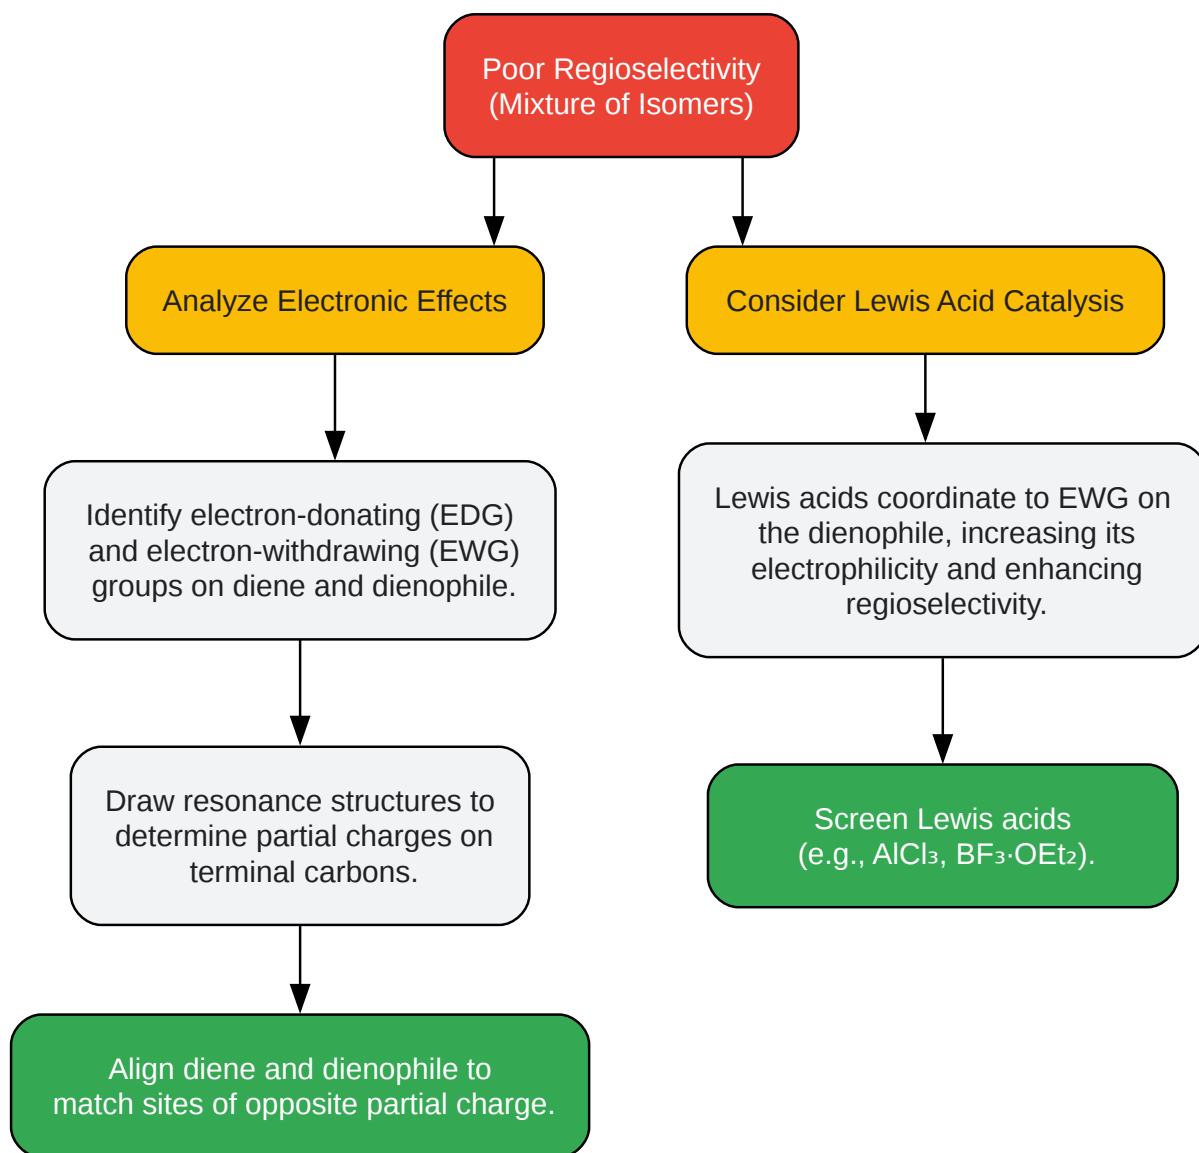 Poor Regioselectivity
(Mixture of Isomers)
Analyze Electronic Effects
Consider Lewis Acid Catalysis
Identify electron-donating (EDG)
and electron-withdrawing (EWG)
groups on diene and dienophile.
Lewis acids coordinate to EWG on
the dienophile, increasing its
electrophilicity and enhancing
regioselectivity.
Draw resonance structures to
determine partial charges on
terminal carbons.
Screen Lewis acids
(e.g., AlCl₃, BF₃·OEt₂).
Align diene and dienophile to
match sites of opposite partial charge.